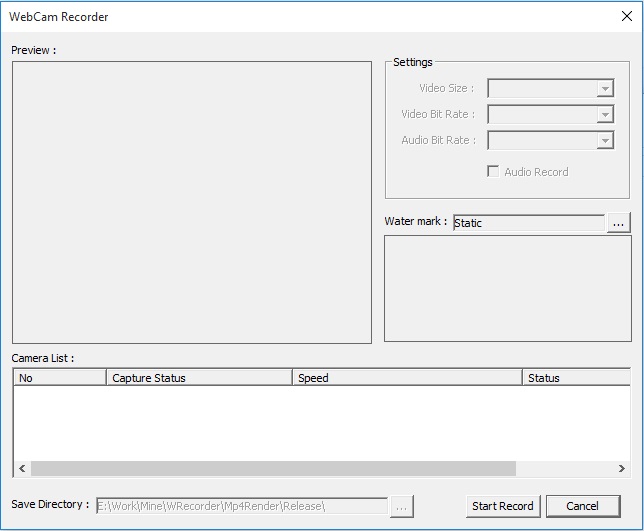 WebCam Recorder
Preview :
Settings
Video Size :
Video Bit Rate :
Audio Bit Rate :
Audio Record
Water mark : Static ...
Camera List :
No Capture Status Speed Status
Save Directory : E:\Work\Mine\WRecorder\Mp4Render\Release\ ... Start Record Cancel